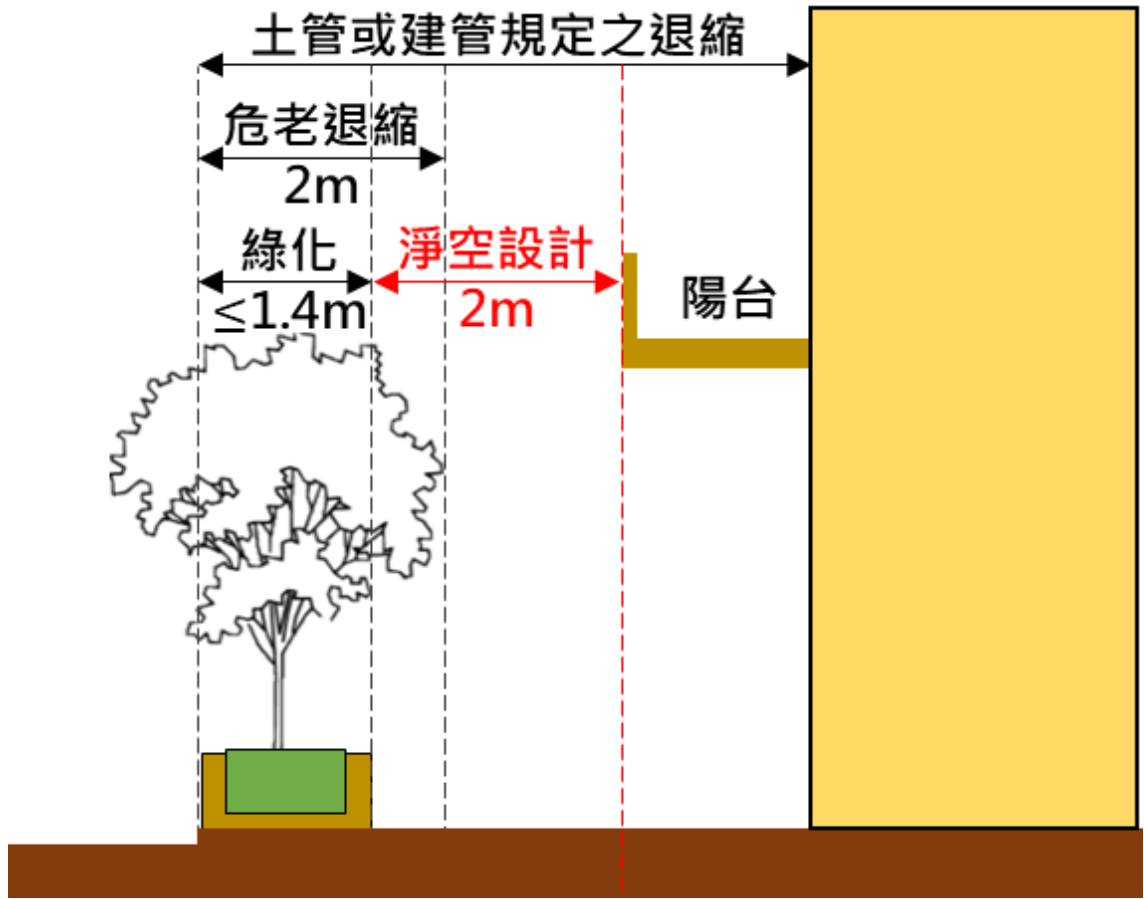 土管或建管規定之退縮
危老退縮
2m
綠化
≤1.4m
淨空設計
2m
陽台